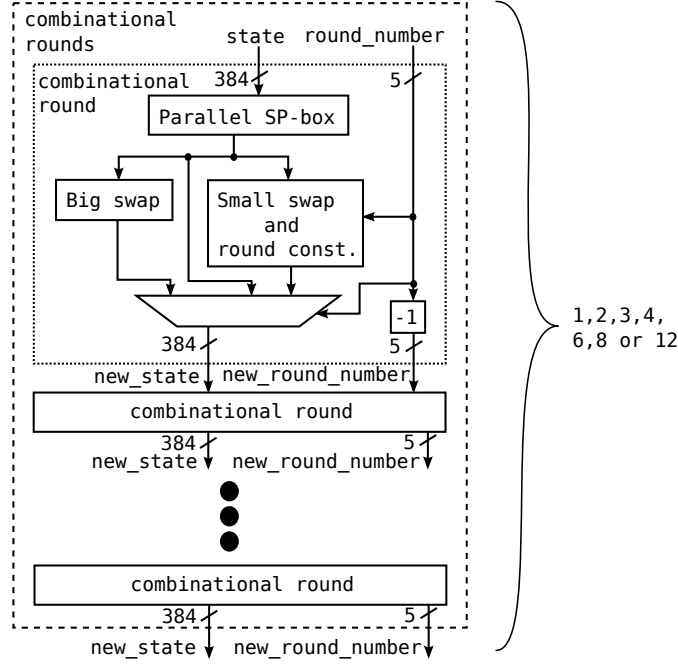 combinational
rounds
state round_number
combinational
round
384 5
Parallel SP-box
Big swap
Small swap
and
round const.
-1
384 5
new_state new_round_number
combinational round
384 5
new_state new_round_number
combinational round
384 5
new_state new_round_number
1,2,3,4,
6,8 or 12